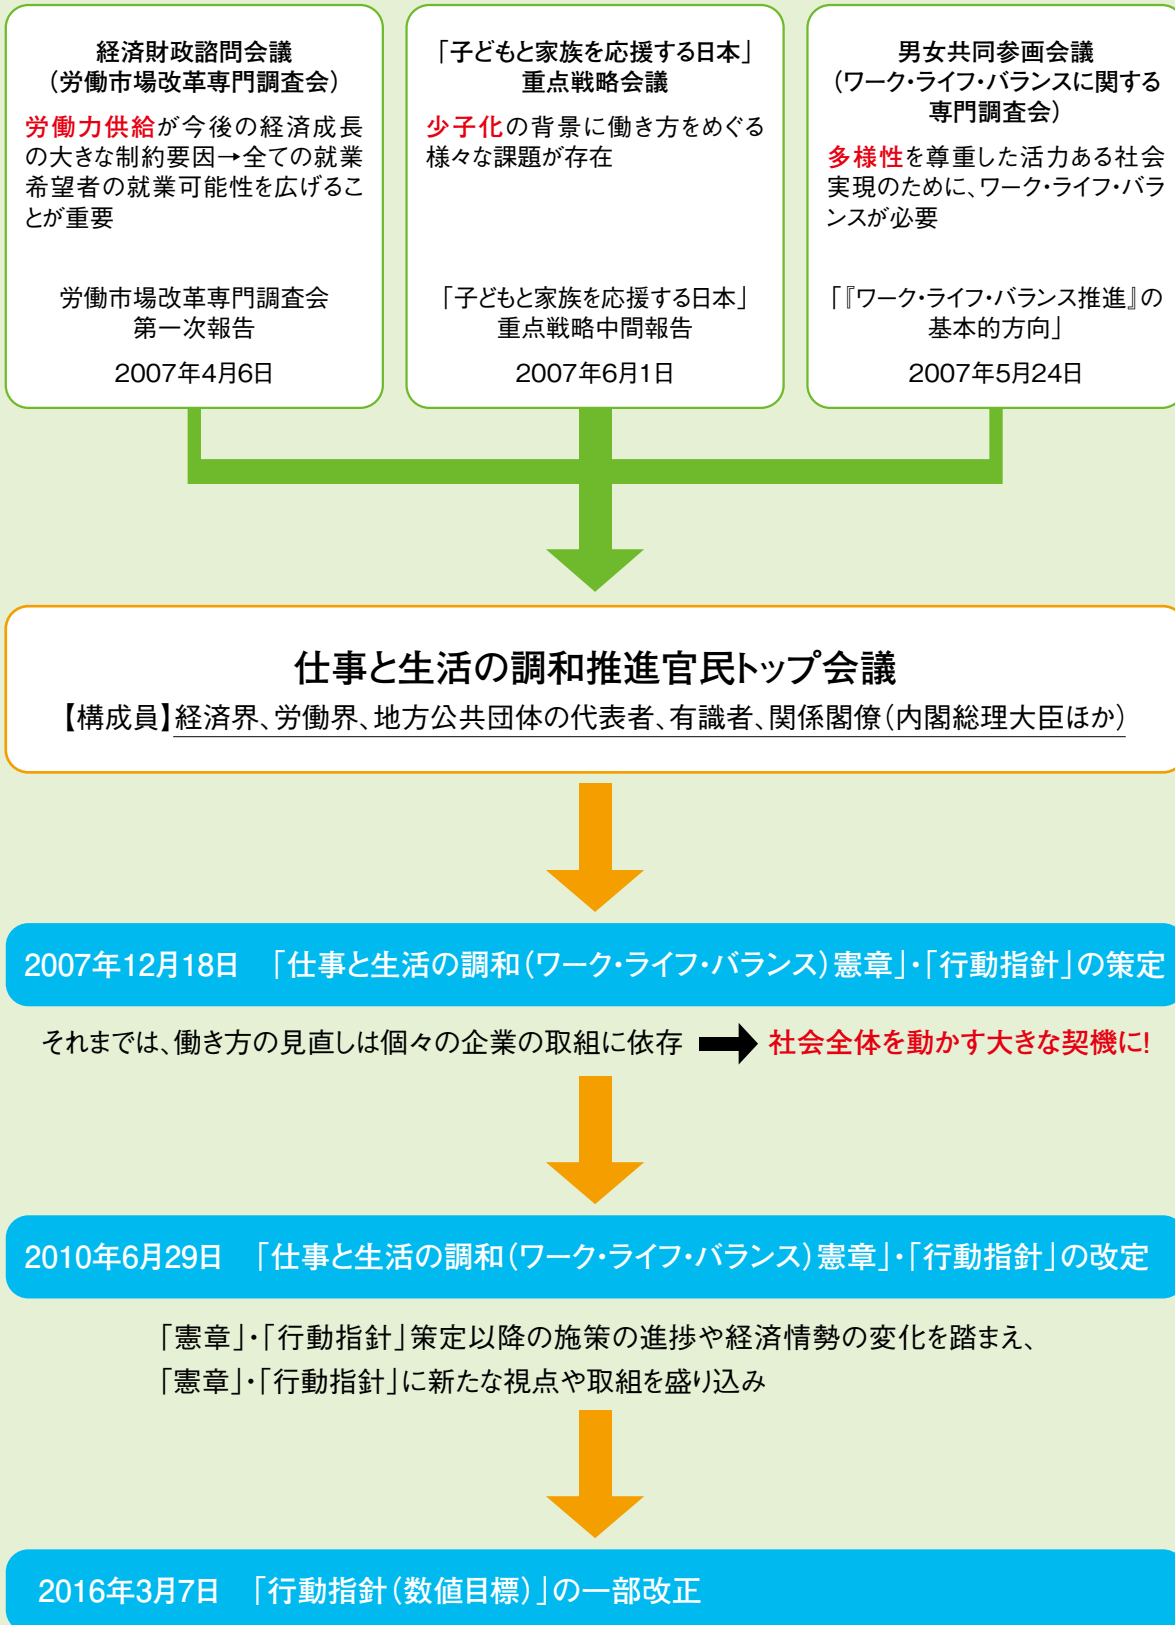 経済財政諮問会議
(労働市場改革専門調査会)
労働力供給が今後の経済成長
の大きな制約要因→全ての就業
希望者の就業可能性を広げるこ
とが重要
労働市場改革専門調査会
第一次報告
2007年4月6日
「子どもと家族を応援する日本」
重点戦略会議
少子化の背景に働き方をめぐる
様々な課題が存在
「子どもと家族を応援する日本」
重点戦略中間報告
2007年6月1日
男女共同参画会議
(ワーク・ライフ・バランスに関する
専門調査会)
多様性を尊重した活力ある社会
実現のために、ワーク・ライフ・バラ
ンスが必要
「『ワーク・ライフ・バランス推進』の
基本的方向」
2007年5月24日
仕事と生活の調和推進官民トップ会議
【構成員】経済界、労働界、地方公共団体の代表者、有識者、関係閣僚(内閣総理大臣ほか)
2007年12月18日 「仕事と生活の調和(ワーク・ライフ・バランス)憲章」・「行動指針」の策定
それまでは、働き方の見直しは個々の企業の取組に依存 ➡ 社会全体を動かす大きな契機に!
2010年6月29日 「仕事と生活の調和(ワーク・ライフ・バランス)憲章」・「行動指針」の改定
「憲章」・「行動指針」策定以降の施策の進捗や経済情勢の変化を踏まえ、
「憲章」・「行動指針」に新たな視点や取組を盛り込み
2016年3月7日 「行動指針(数値目標)」の一部改正